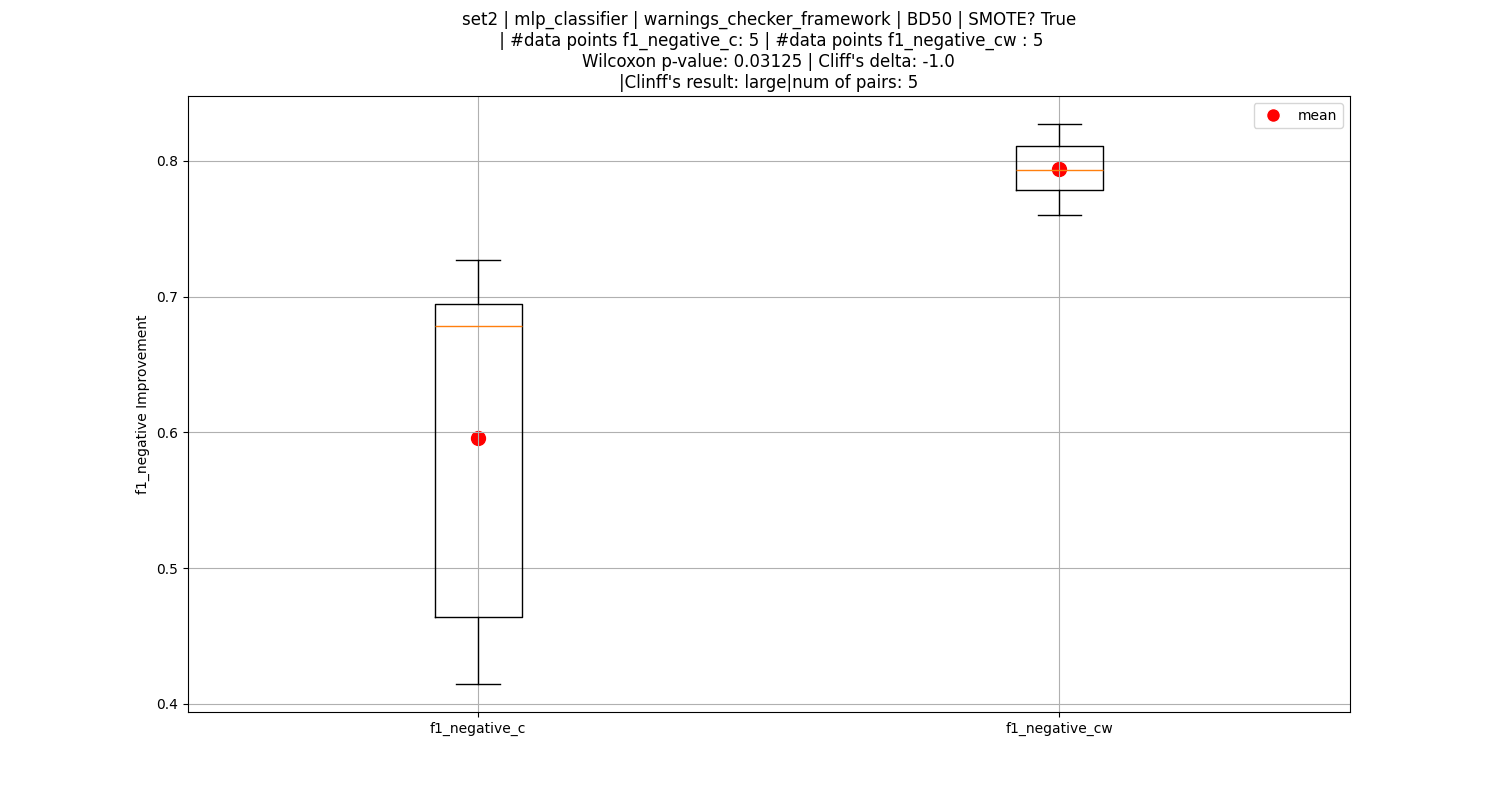 set2 | mlp_classifier | warnings_checker_framework | BD50 | SMOTE? True
| #data points f1_negative_c: 5 | #data points f1_negative_cw : 5
Wilcoxon p-value: 0.03125 | Cliff's delta: -1.0
|Clinff's result: large|num of pairs: 5
mean
0.8
0.7
0.6
0.5
0.4
f1_negative Improvement
f1_negative_c
f1_negative_cw